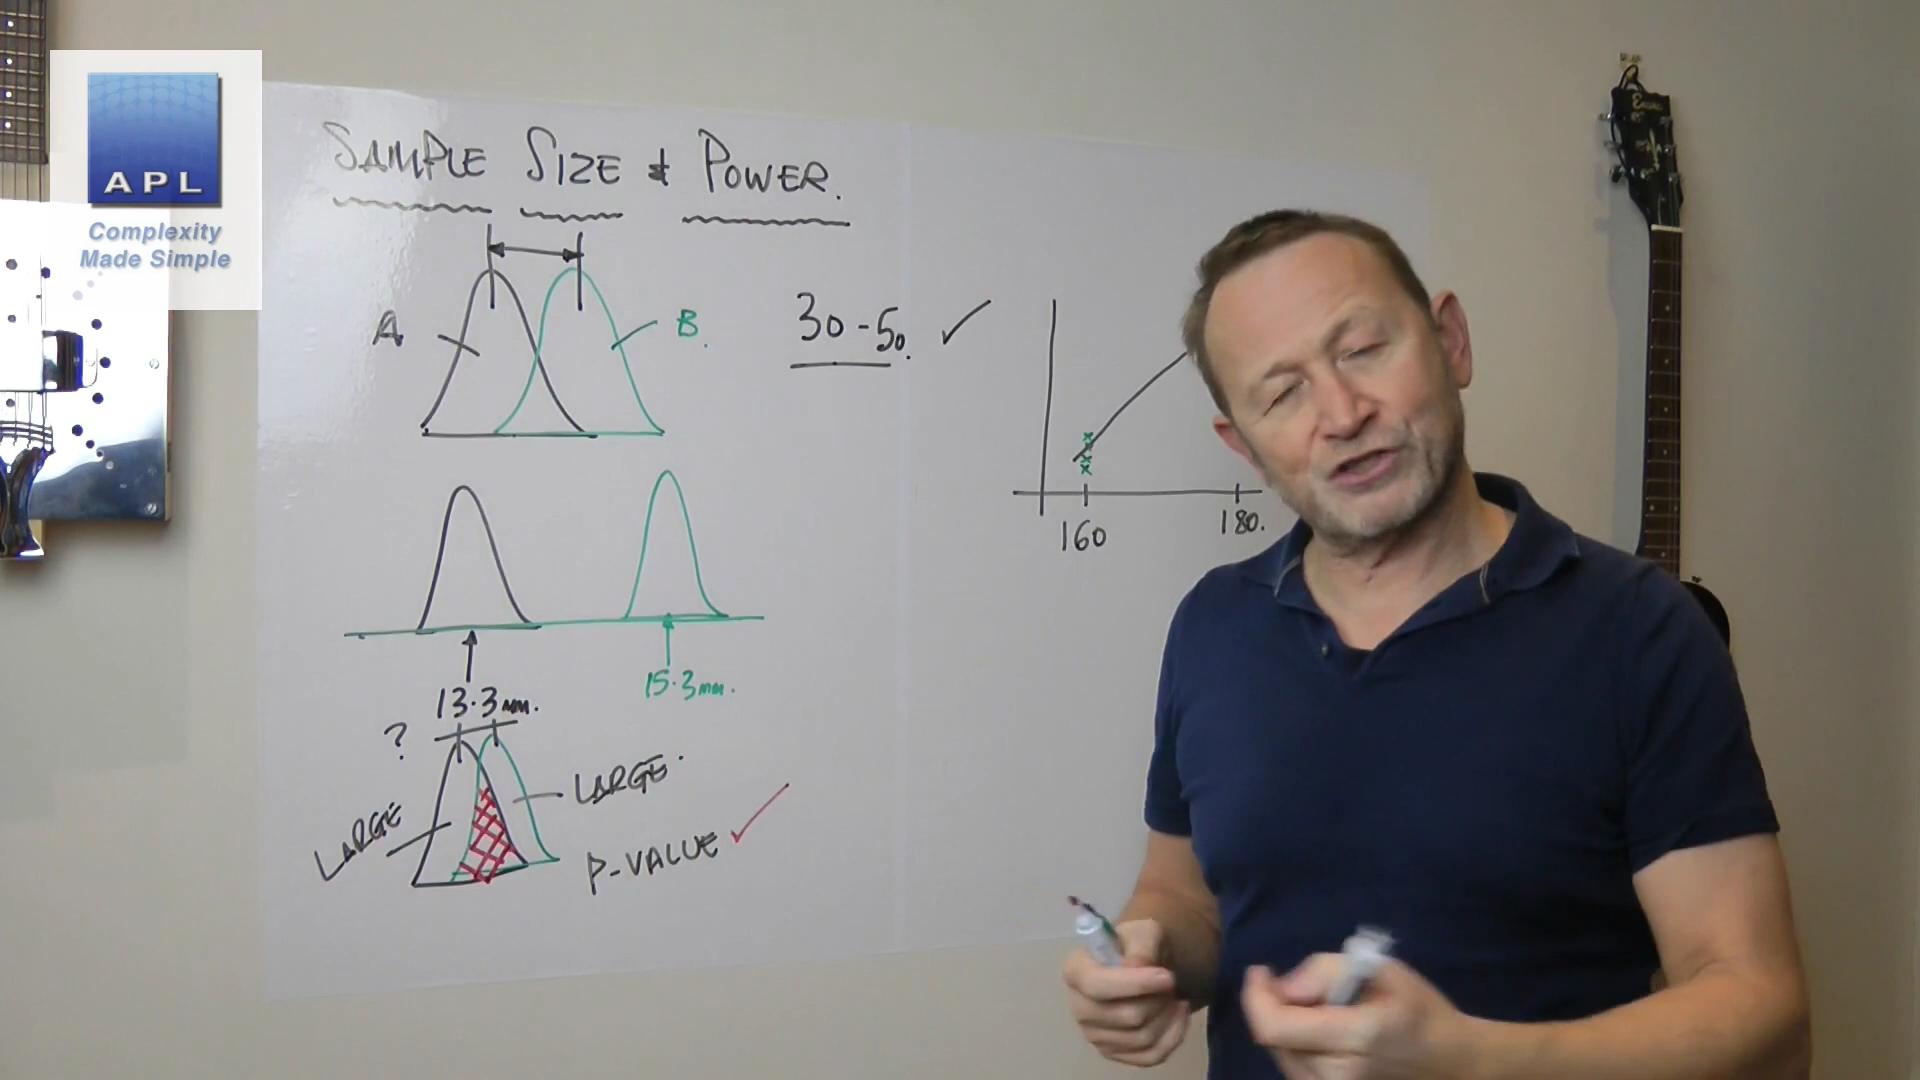 APL
Complexity
Made Simple
SAMPLE SIZE & POWER.
A
B.
30-50.
160
180.
13.3mm.
15.3mm.
?
LARGE
LARGE.
P-VALUE